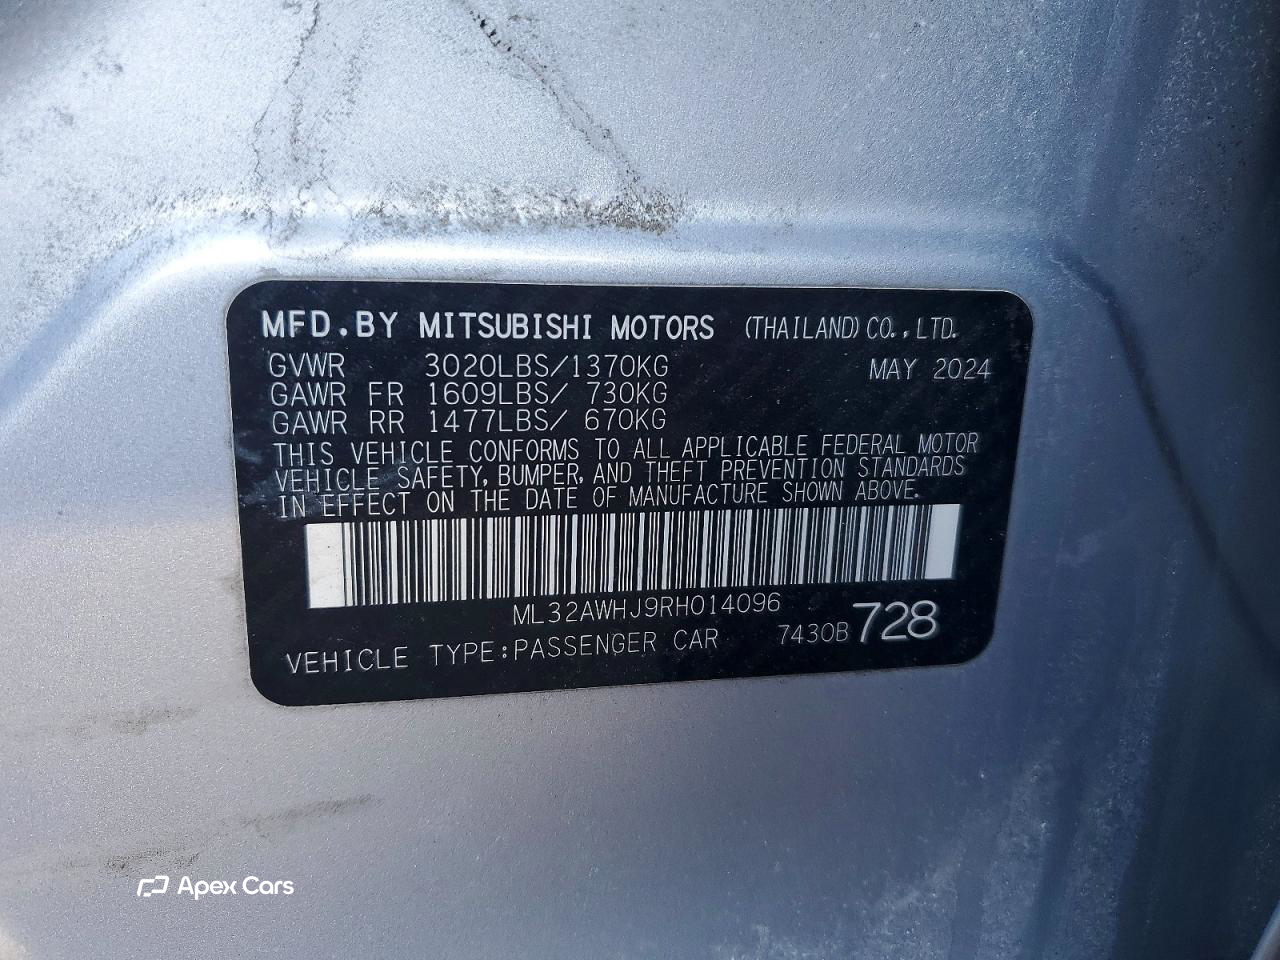 MFD.BY MITSUBISHI MOTORS (THAILAND) CO., LTD.
GVWR 3020LBS/1370KG MAY 2024
GAWR FR 1609LBS/ 730KG
GAWR RR 1477LBS/ 670KG
THIS VEHICLE CONFORMS TO ALL APPLICABLE FEDERAL MOTOR
VEHICLE SAFETY, BUMPER, AND THEFT PREVENTION STANDARDS
IN EFFECT ON THE DATE OF MANUFACTURE SHOWN ABOVE.
ML32AWHJ9RH014096
VEHICLE TYPE:PASSENGER CAR 7430B 728
Apex Cars